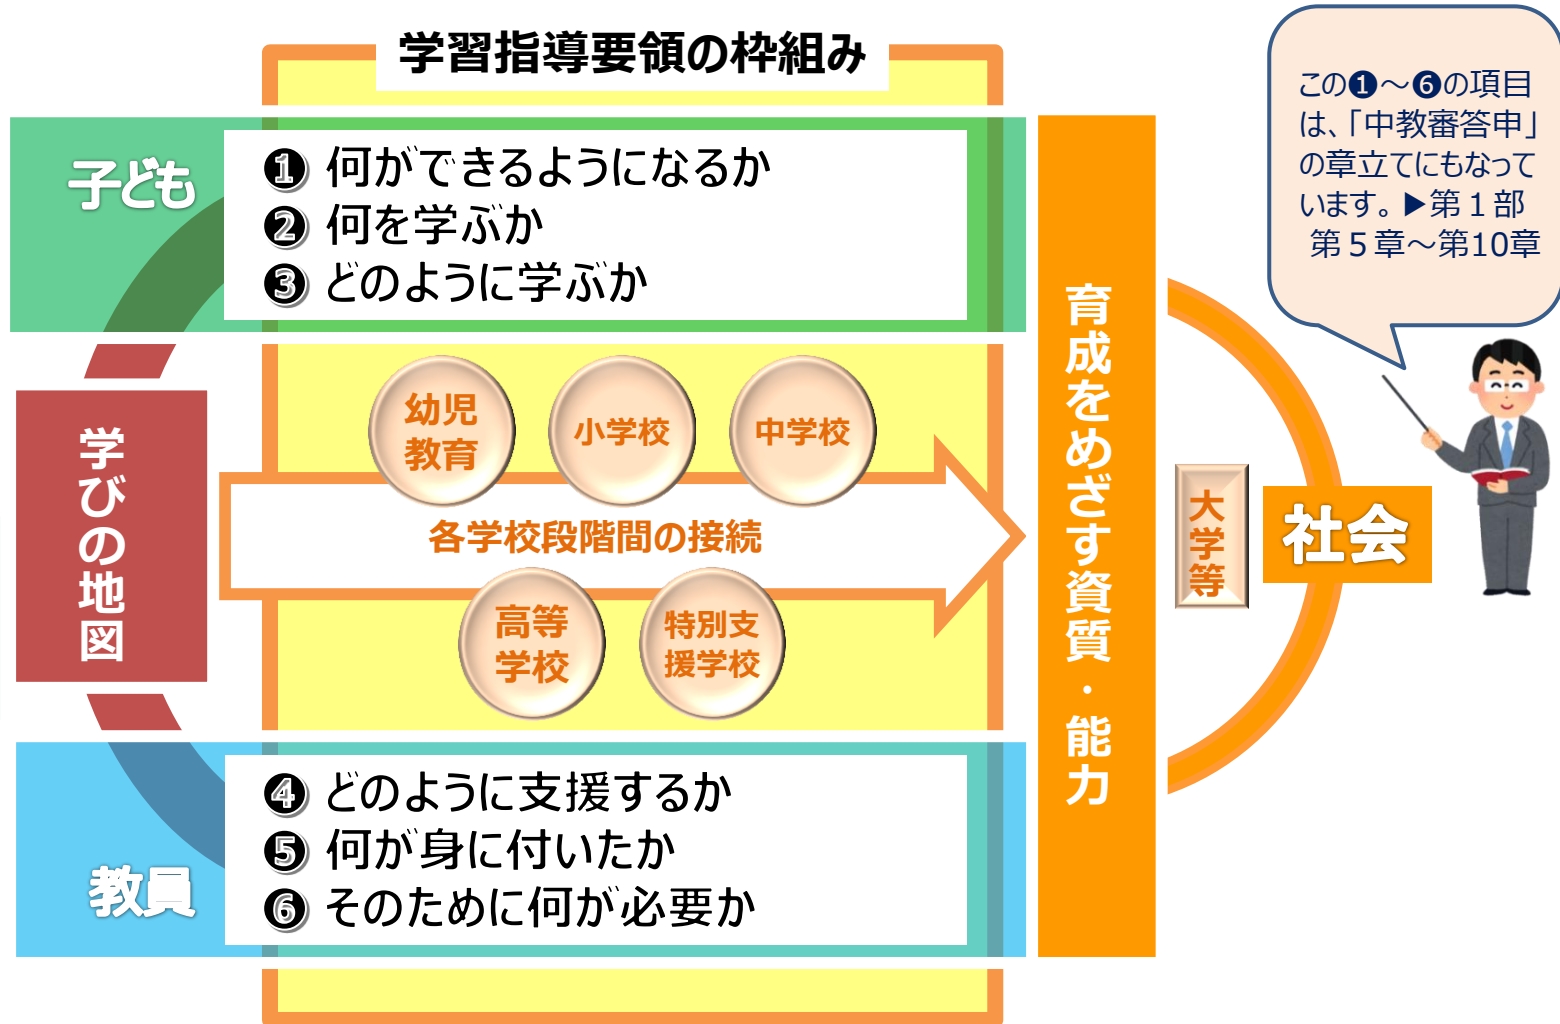 学習指導要領の枠組み
この❶～❻の項目
は、「中教審答申」
の章立てにもなって
います。▶第１部
第５章～第10章
子ども
❶ 何ができるようになるか
❷ 何を学ぶか
❸ どのように学ぶか
学びの地図
幼児
教育
小学校
中学校
各学校段階間の接続
高等
学校
特別支
援学校
育成をめざす資質・能力
大学等
社会
教員
❹ どのように支援するか
❺ 何が身に付いたか
❻ そのために何が必要か